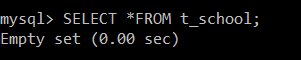 mysql> SELECT *FROM t_school;
Empty set (0.00 sec)